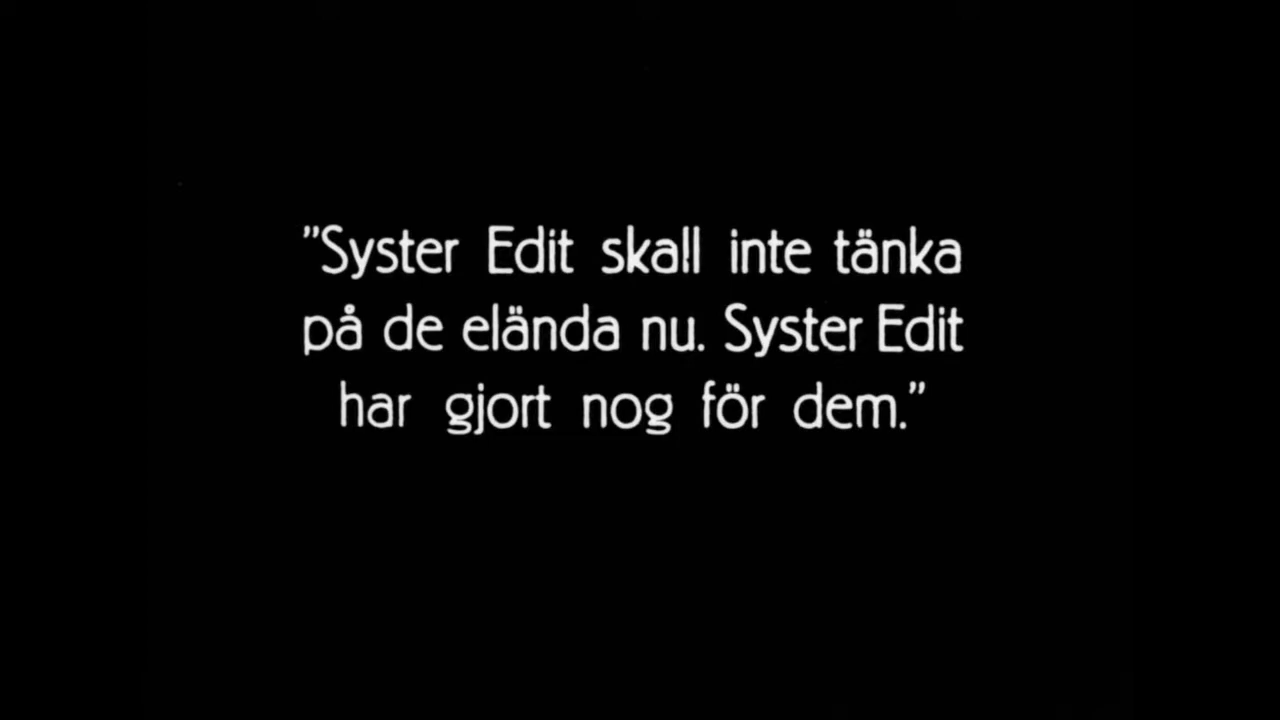 ”Syster Edit skall inte tänka
på de elända nu. Syster Edit
har gjort nog för dem.”